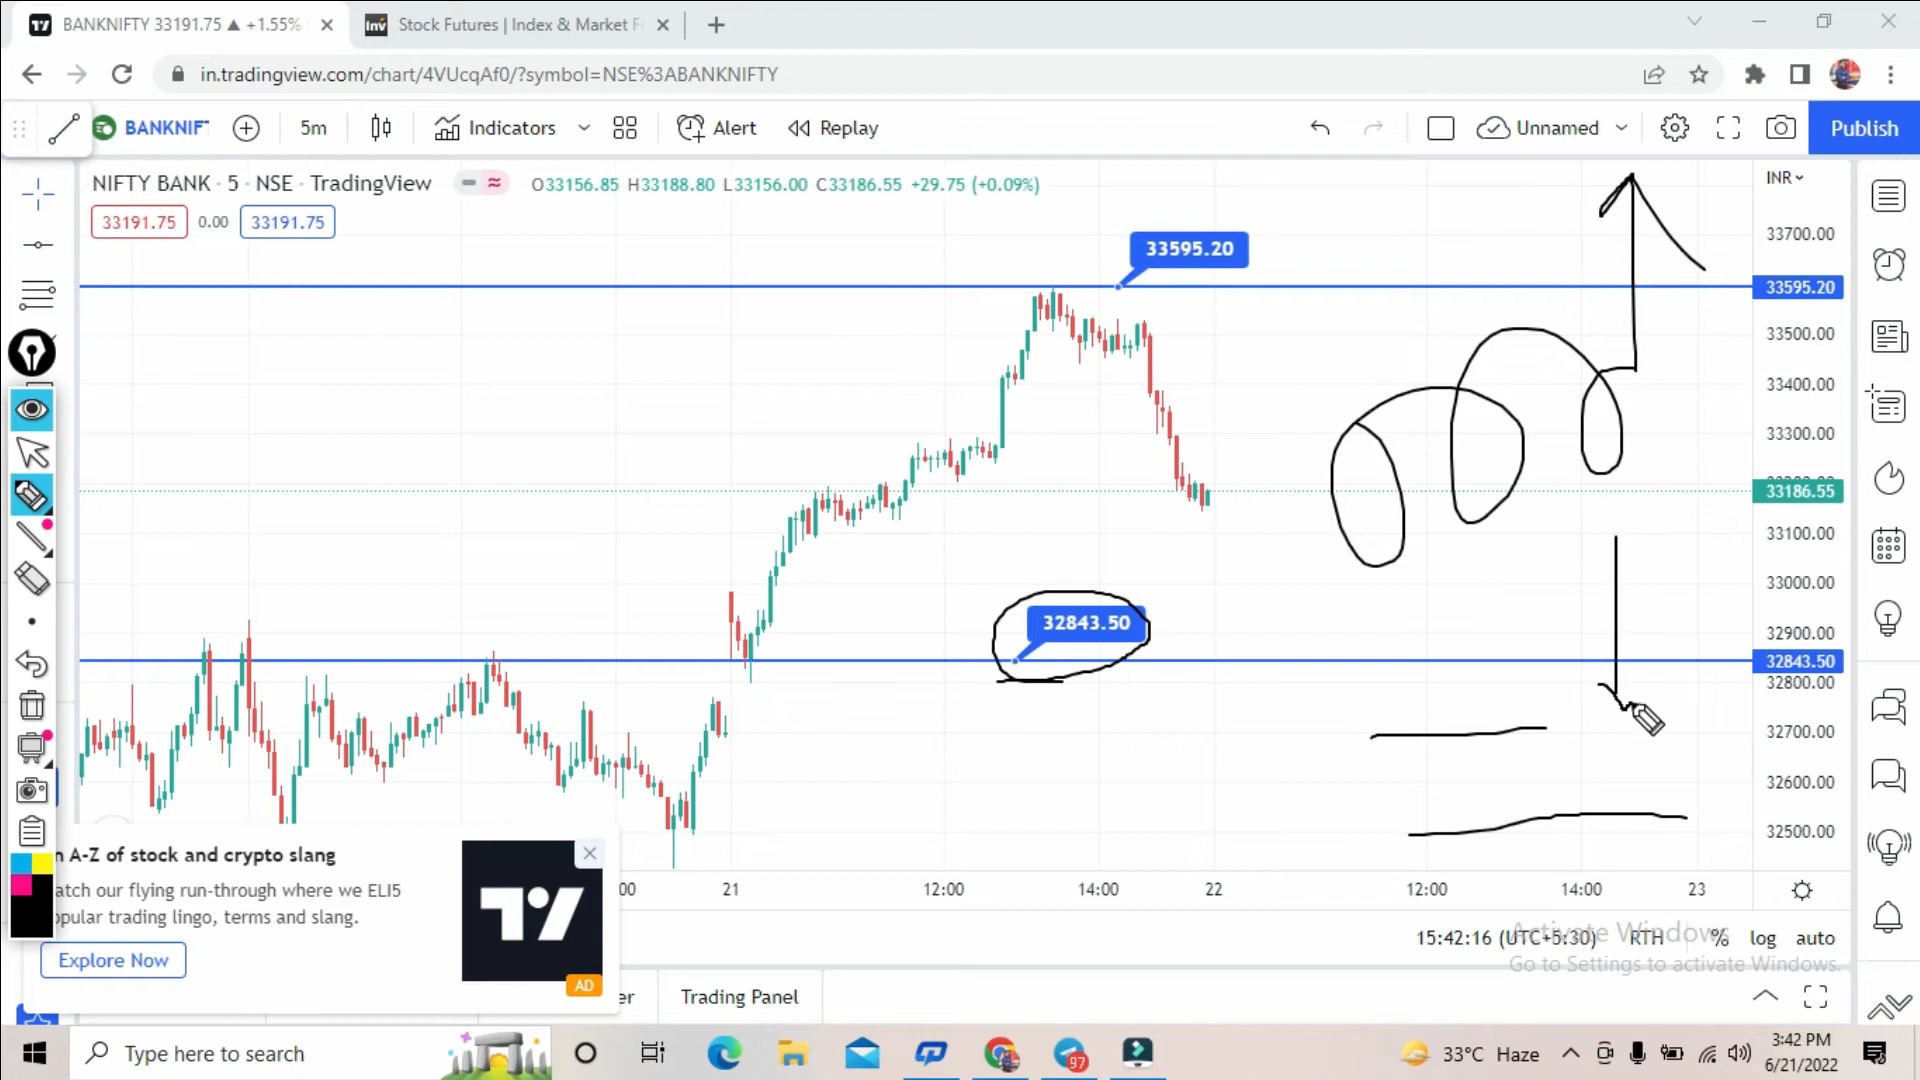 BANKNIFTY 33191.75 ▲ +1.55%
Inv Stock Futures | Index & Market F
in.tradingview.com/chart/4VUcqAf0/?symbol=NSE%3ABANKNIFTY
BANKNIF
5m
Indicators
Alert
Replay
Unnamed
Publish
NIFTY BANK · 5 · NSE · TradingView
O33156.85 H33188.80 L33156.00 C33186.55 +29.75 (+0.09%)
INR
33191.75
0.00
33191.75
33700.00
33595.20
33595.20
33500.00
33400.00
33300.00
33186.55
33100.00
33000.00
32900.00
32843.50
32843.50
32800.00
32700.00
32600.00
32500.00
:00
21
12:00
14:00
22
12:00
14:00
23
n A-Z of stock and crypto slang
atch our flying run-through where we ELI5
opular trading lingo, terms and slang.
Explore Now
AD
15:42:16 (UTC+5:30)
RTH
%
log
auto
Activate Windows
Go to Settings to activate Windows.
er
Trading Panel
Type here to search
97
33°C Haze
3:42 PM
6/21/2022